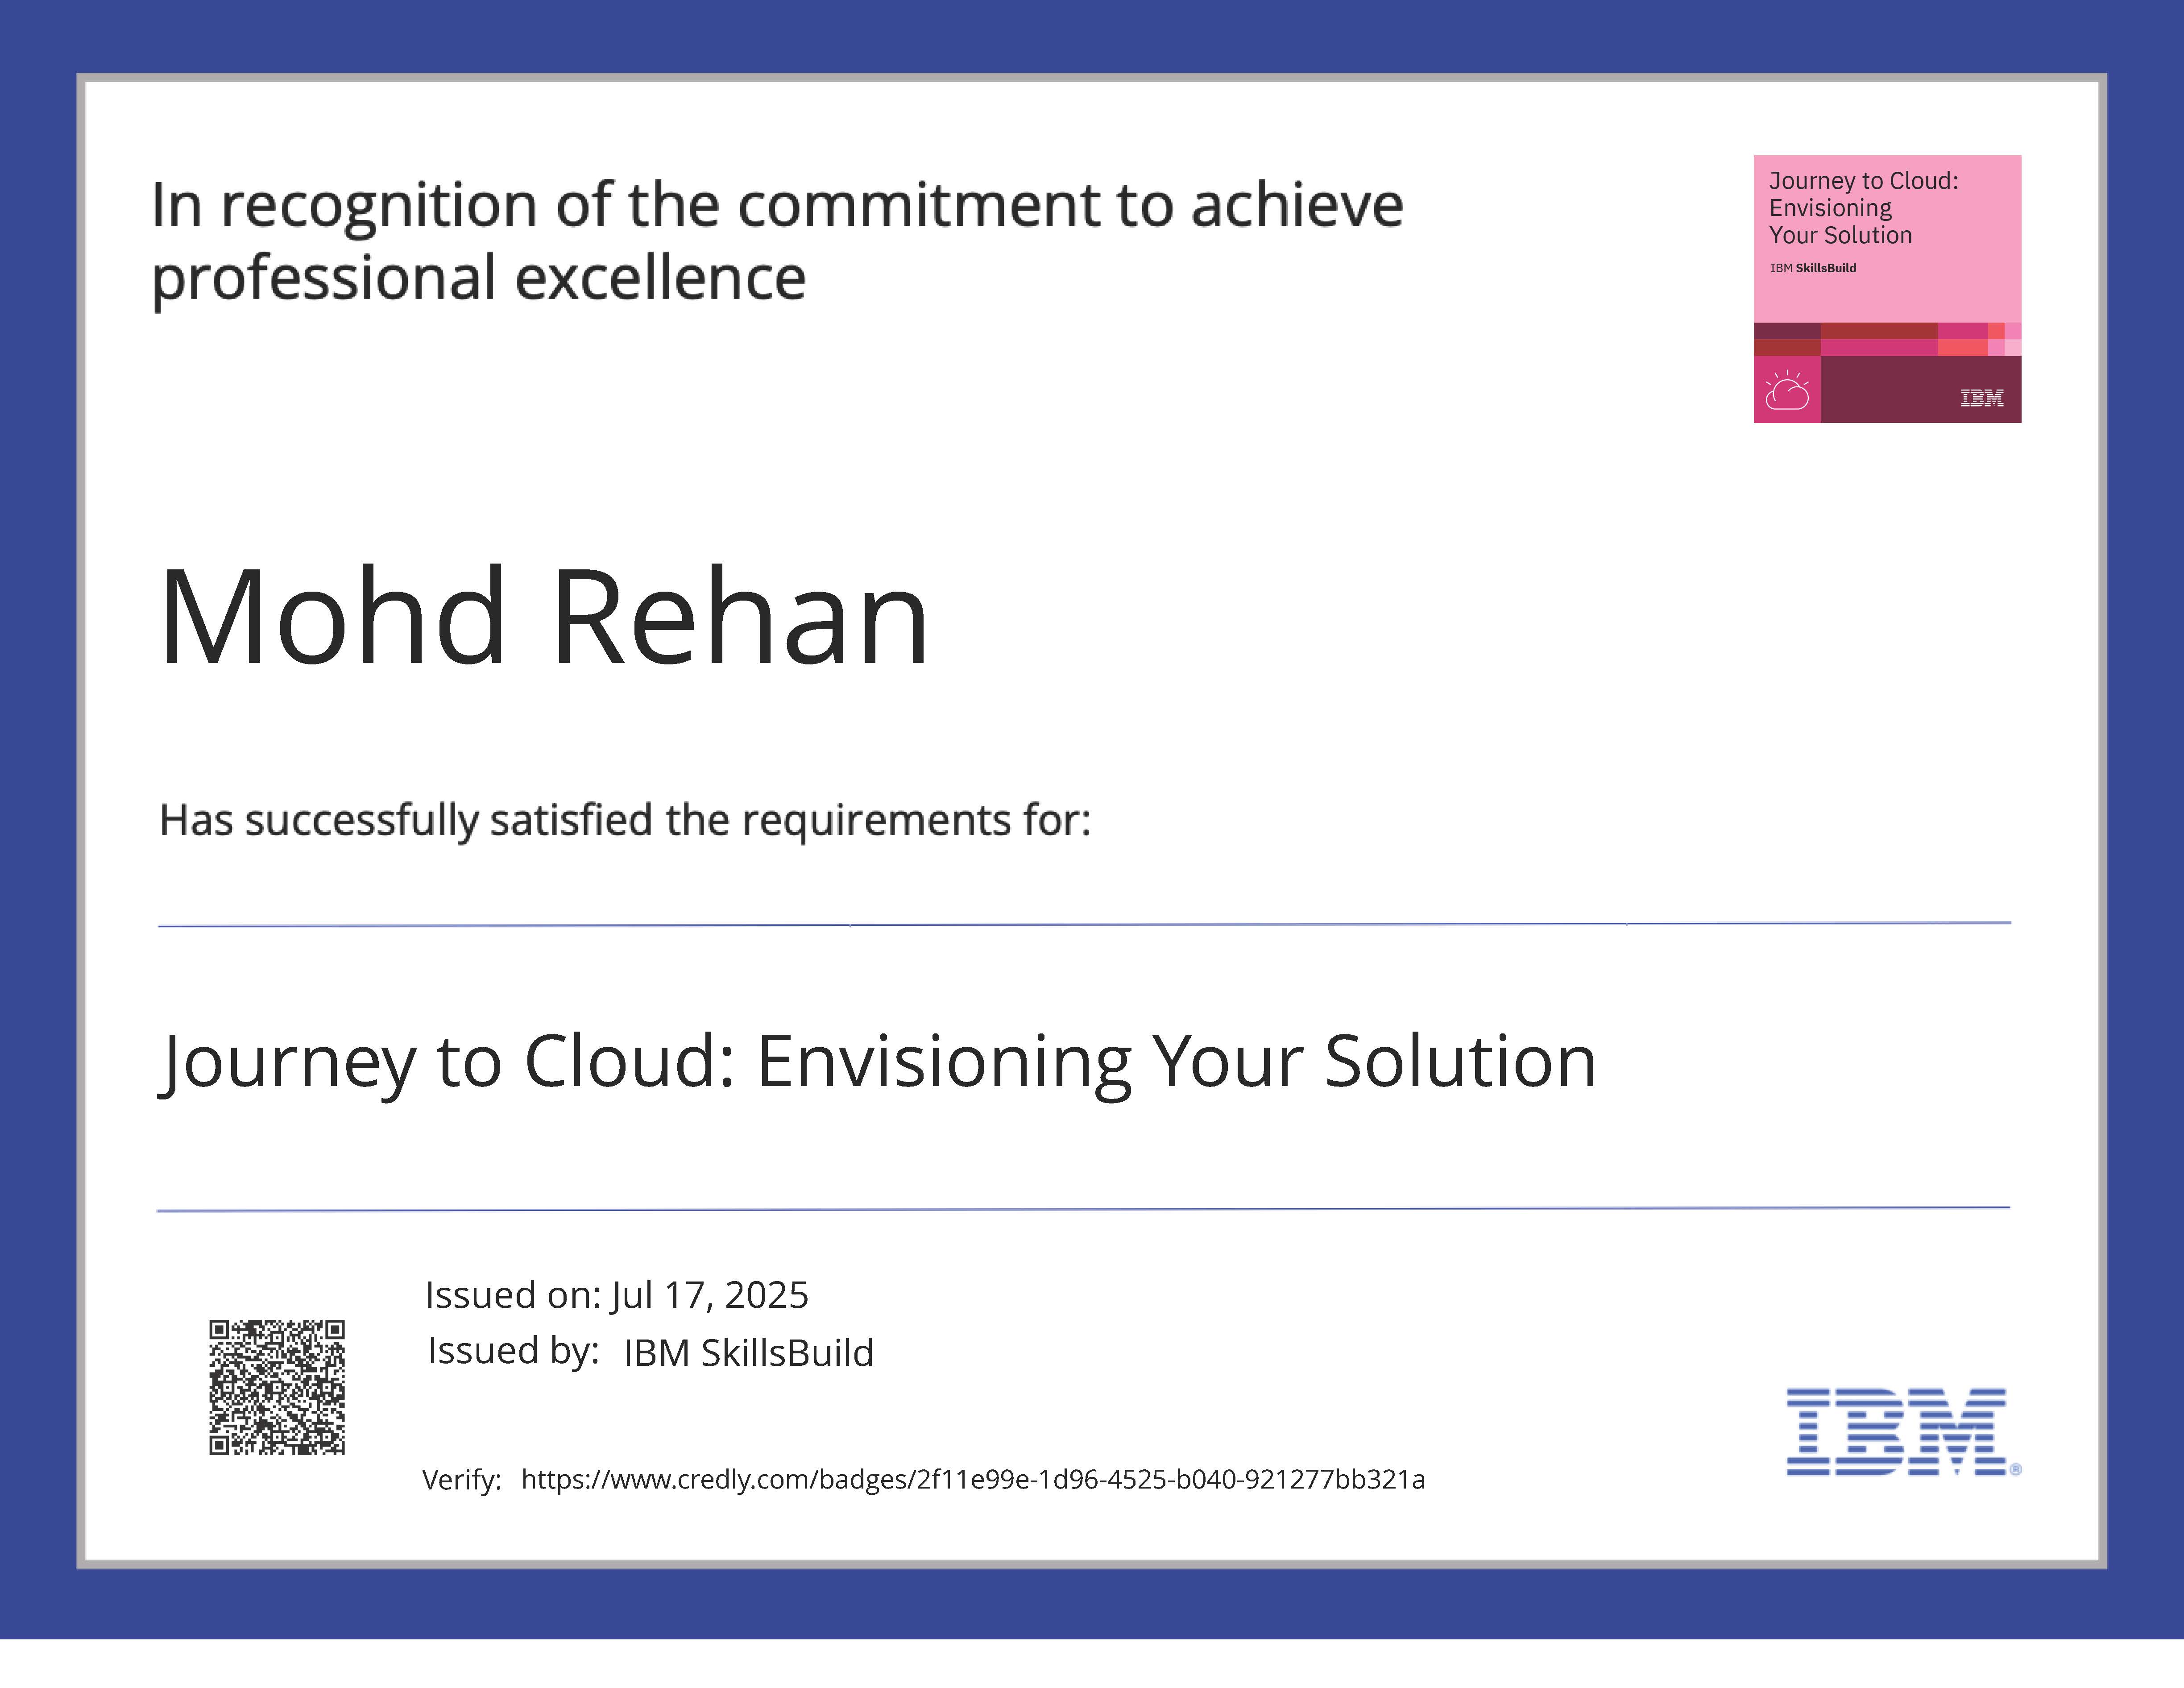 In recognition of the commitment to achieve
professional excellence
Journey to Cloud:
Envisioning
Your Solution
IBM SkillsBuild
IBM
Mohd Rehan
Has successfully satisfied the requirements for:
Journey to Cloud: Envisioning Your Solution
Issued on: Jul 17, 2025
Issued by: IBM SkillsBuild
Verify: https://www.credly.com/badges/2f11e99e-1d96-4525-b040-921277bb321a
IBM®